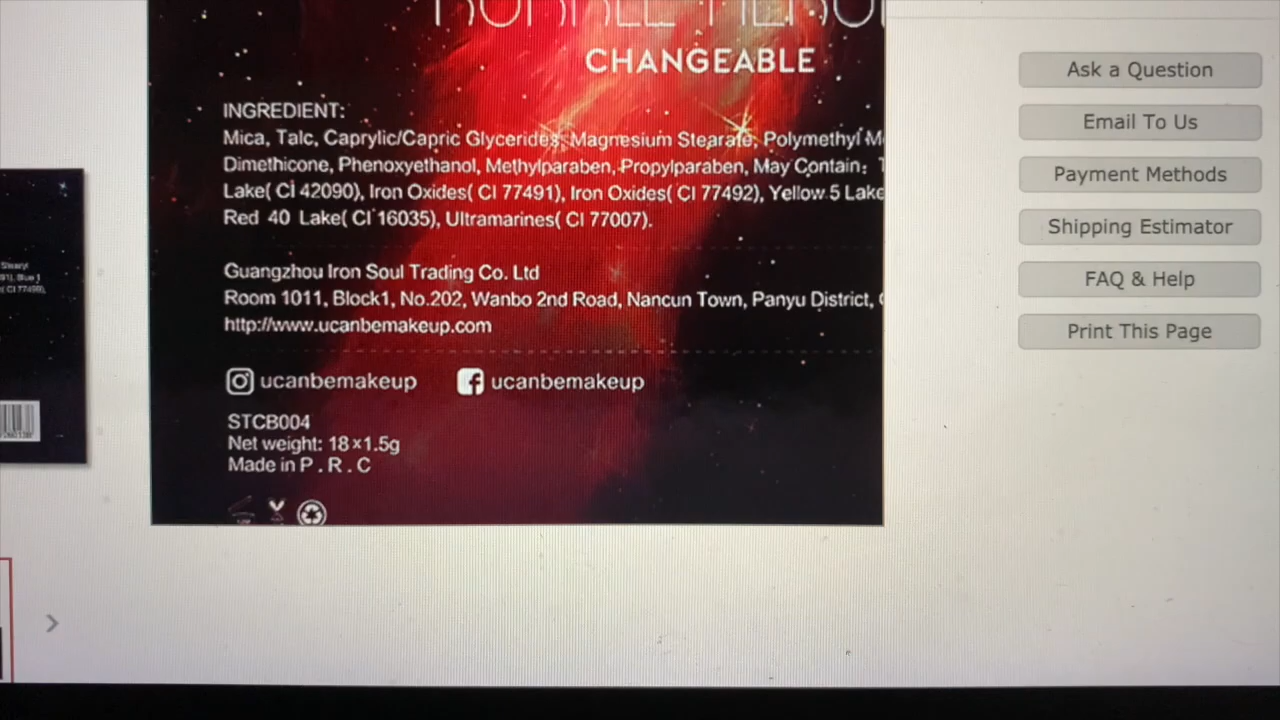 CHANGEABLE
INGREDIENT:
Mica, Talc, Caprylic/Capric Glycerides, Magnesium Stearate, Polymethyl M
Dimethicone, Phenoxyethanol, Methylparaben, Propylparaben, May Contain:
Lake( CI 42090), Iron Oxides( CI 77491), Iron Oxides( CI 77492), Yellow 5 Lake
Red 40 Lake( CI 16035), Ultramarines( CI 77007).
Guangzhou Iron Soul Trading Co. Ltd
Room 1011, Block1, No.202, Wanbo 2nd Road, Nancun Town, Panyu District,
http://www.ucanbemakeup.com
ucanbemakeup ucanbemakeup
STCB004
Net weight: 18×1.5g
Made in P . R . C
Ask a Question
Email To Us
Payment Methods
Shipping Estimator
FAQ & Help
Print This Page